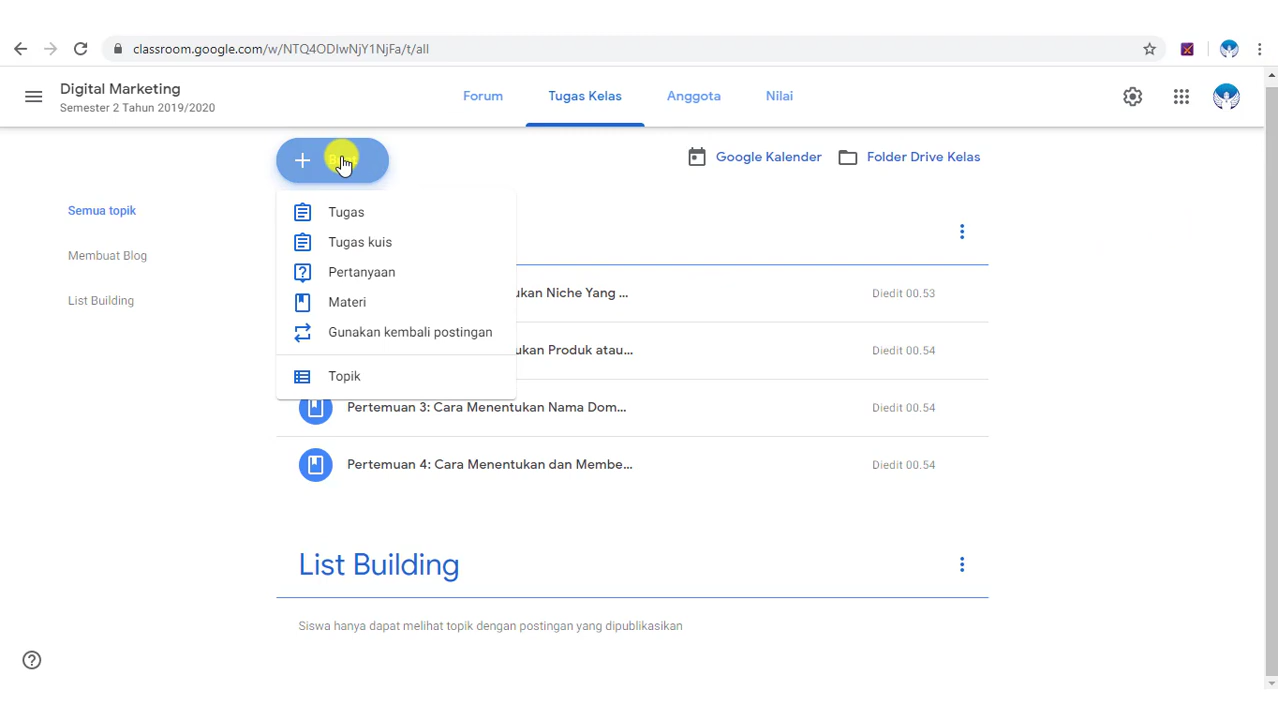 classroom.google.com/w/NTQ4ODIwNjY1NjFa/t/all
Digital Marketing
Semester 2 Tahun 2019/2020
Forum
Tugas Kelas
Anggota
Nilai
Google Kalender
Folder Drive Kelas
Semua topik
Membuat Blog
List Building
Tugas
Tugas kuis
Pertanyaan
Materi
Gunakan kembali postingan
Topik
ukan Niche Yang ...
Diedit 00.53
ukan Produk atau...
Diedit 00.54
Pertemuan 3: Cara Menentukan Nama Dom...
Diedit 00.54
Pertemuan 4: Cara Menentukan dan Membe...
Diedit 00.54
List Building
Siswa hanya dapat melihat topik dengan postingan yang dipublikasikan